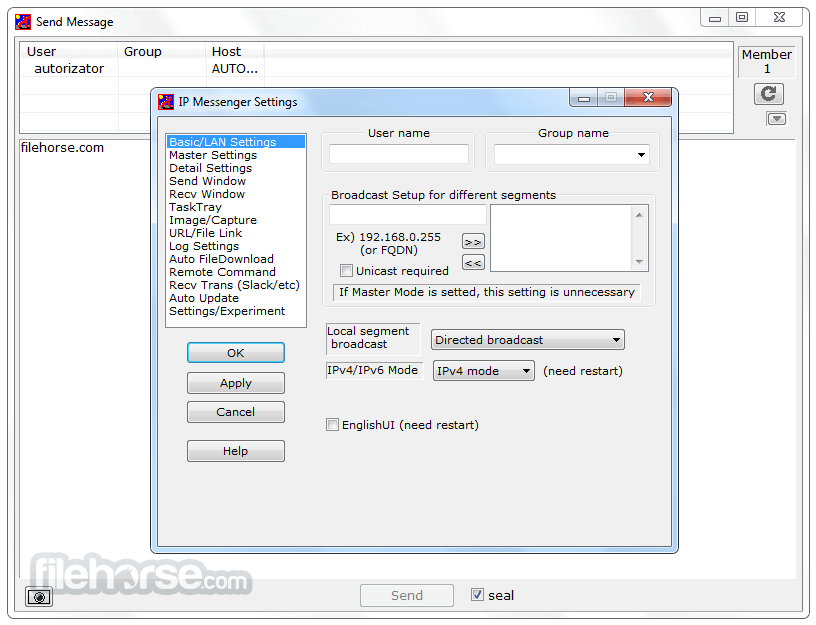 Send Message
User Group Host
autorizator AUTO...
Member
1
filehorse.com
IP Messenger Settings
Basic/LAN Settings
Master Settings
Detail Settings
Send Window
Recv Window
TaskTray
Image/Capture
URL/File Link
Log Settings
Auto FileDownload
Remote Command
Recv Trans (Slack/etc)
Auto Update
Settings/Experiment
OK
Apply
Cancel
Help
User name
Group name
Broadcast Setup for different segments
Ex) 192.168.0.255
(or FQDN)
>>
<<
Unicast required
If Master Mode is setted, this setting is unnecessary
Local segment
broadcast
Directed broadcast
IPv4/IPv6 Mode
IPv4 mode
(need restart)
EnglishUI (need restart)
filehorse.com
Send
seal